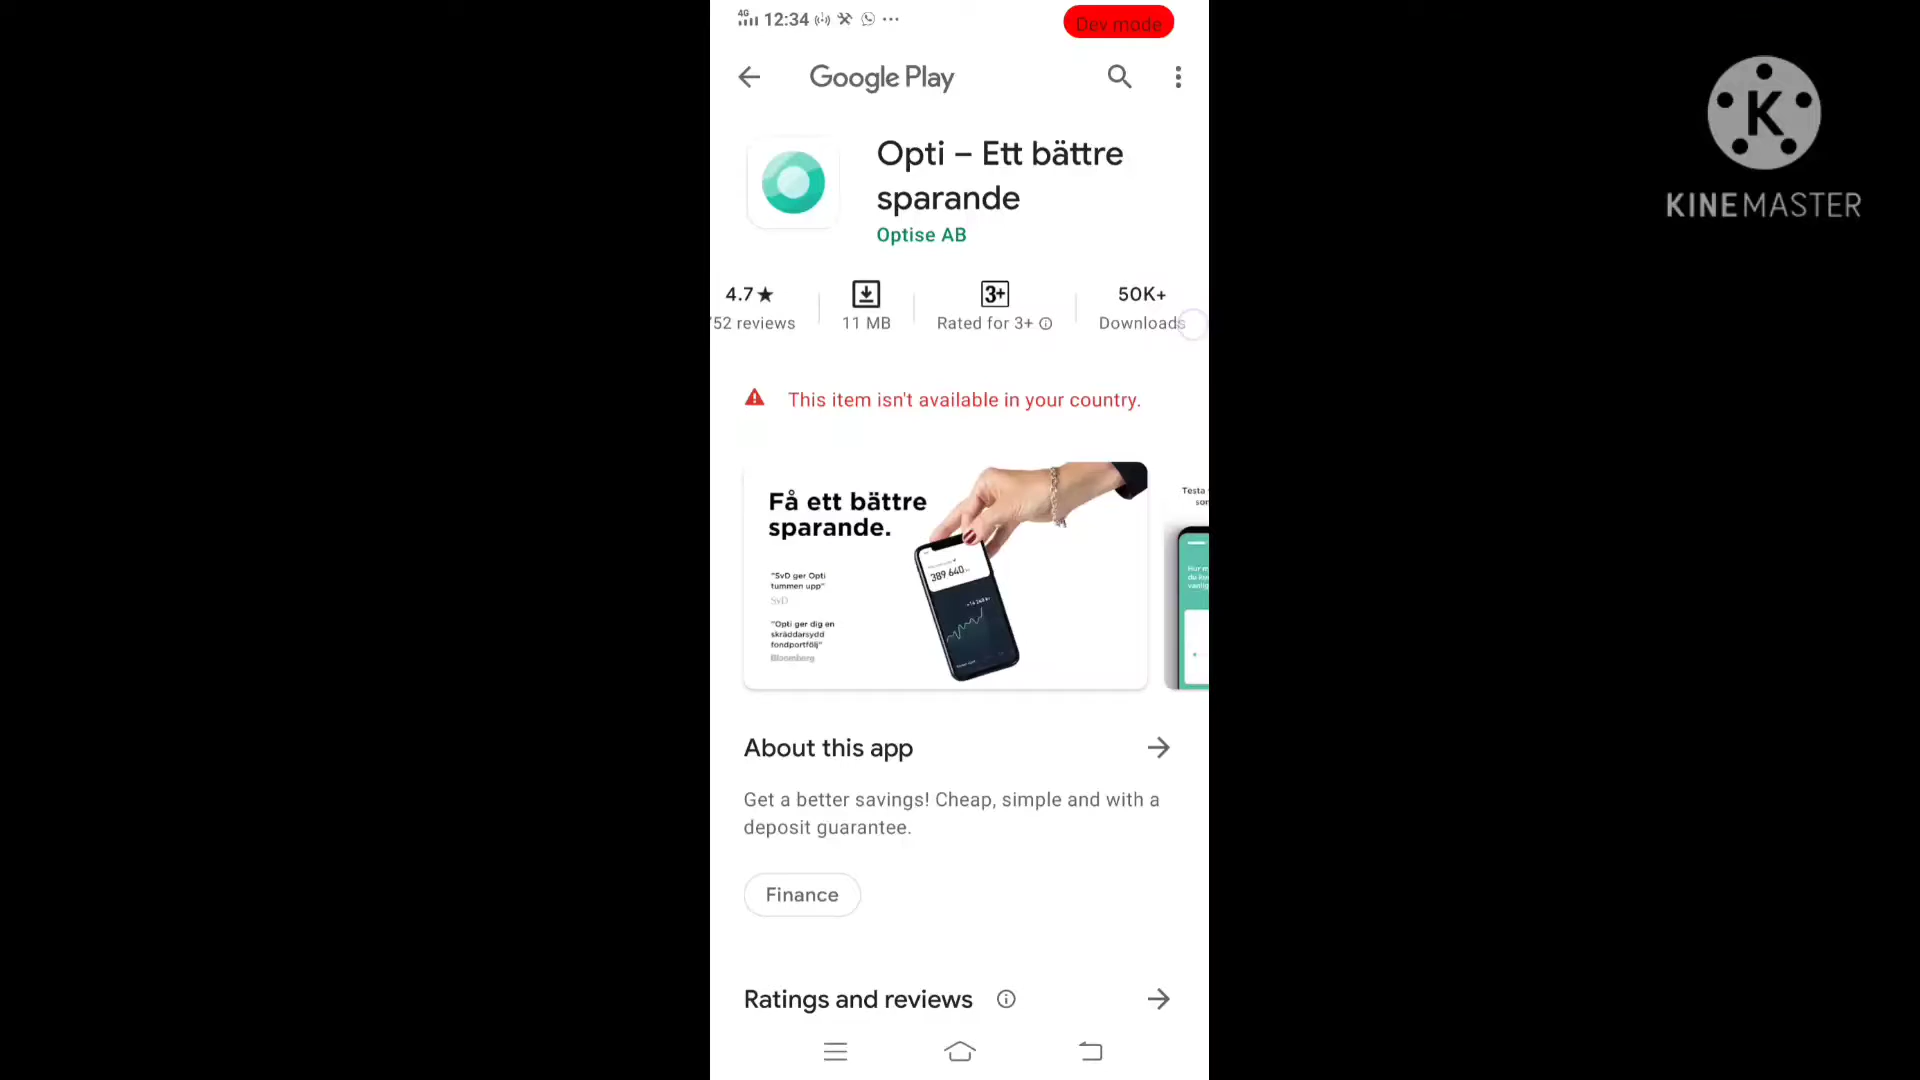 4G 12:34
Dev mode
Google Play
Opti – Ett bättre
sparande
Optise AB
4.7★
3+
50K+
52 reviews
11 MB
Rated for 3+
Downloads
This item isn't available in your country.
Få ett bättre
sparande.
"SvD ger Opti
tummen upp"
SvD
"Opti ger dig en
skräddarsydd
fondportfölj"
Bloomberg
389 640
Testa
About this app
Get a better savings! Cheap, simple and with a
deposit guarantee.
Finance
Ratings and reviews
K
KINEMASTER